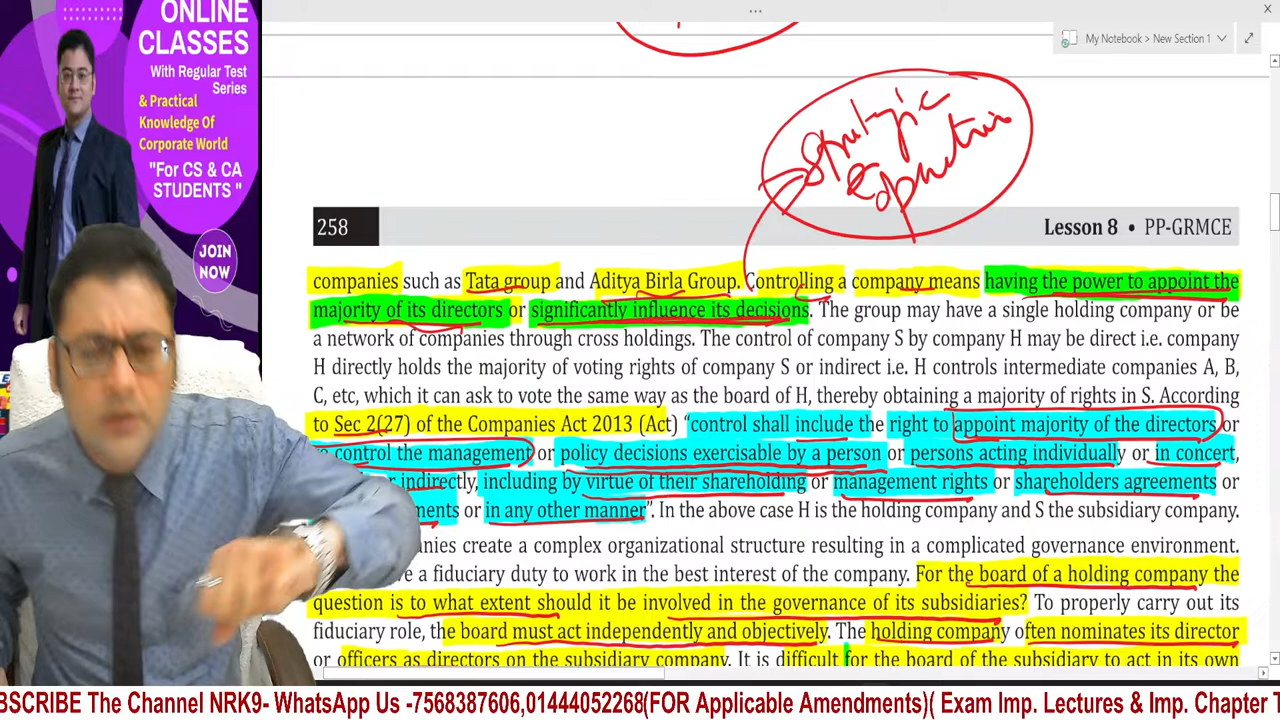 ONLINE
CLASSES
With Regular Test
Series
& Practical
Knowledge Of
Corporate World
"For CS & CA
STUDENTS "
JOIN
NOW
My Notebook > New Section 1
258
Lesson 8 • PP-GRMCE
companies such as Tata group and Aditya Birla Group. Controlling a company means having the power to appoint the
majority of its directors or significantly influence its decisions. The group may have a single holding company or be
a network of companies through cross holdings. The control of company S by company H may be direct i.e. company
H directly holds the majority of voting rights of company S or indirect i.e. H controls intermediate companies A, B,
C, etc, which it can ask to vote the same way as the board of H, thereby obtaining a majority of rights in S. According
to Sec 2(27) of the Companies Act 2013 (Act) "control shall include the right to appoint majority of the directors or
control the management or policy decisions exercisable by a person or persons acting individually or in concert,
indirectly, including by virtue of their shareholding or management rights or shareholders agreements or
or in any other manner". In the above case H is the holding company and S the subsidiary company.
create a complex organizational structure resulting in a complicated governance environment.
a fiduciary duty to work in the best interest of the company. For the board of a holding company the
question is to what extent should it be involved in the governance of its subsidiaries? To properly carry out its
fiduciary role, the board must act independently and objectively. The holding company often nominates its director
or officers as directors on the subsidiary company. It is difficult for the board of the subsidiary to act in its own
BSCRIBE The Channel NRK9- WhatsApp Us -7568387606,01444052268(FOR Applicable Amendments)( Exam Imp. Lectures & Imp. Chapter T